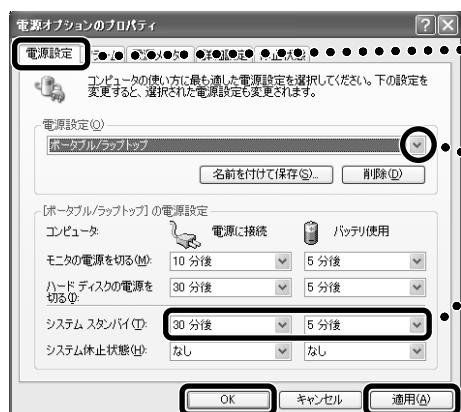 電源オプションのプロパティ
電源設定
コンピュータの使い方に最も適した電源設定を選択してください。下の設定を
変更すると、選択された電源設定も変更されます。
電源設定(O)
ポータブル/ラップトップ
名前を付けて保存(S)... 削除(D)
[ポータブル/ラップトップ] の電源設定
コンピュータ: 電源に接続 バッテリ使用
モニタの電源を切る(M): 10 分後 5 分後
ハード ディスクの電源を 30 分後 5 分後
切る(I):
システム スタンバイ(T): 30 分後 5 分後
システム休止状態(H): なし なし
OK キャンセル 適用(A)